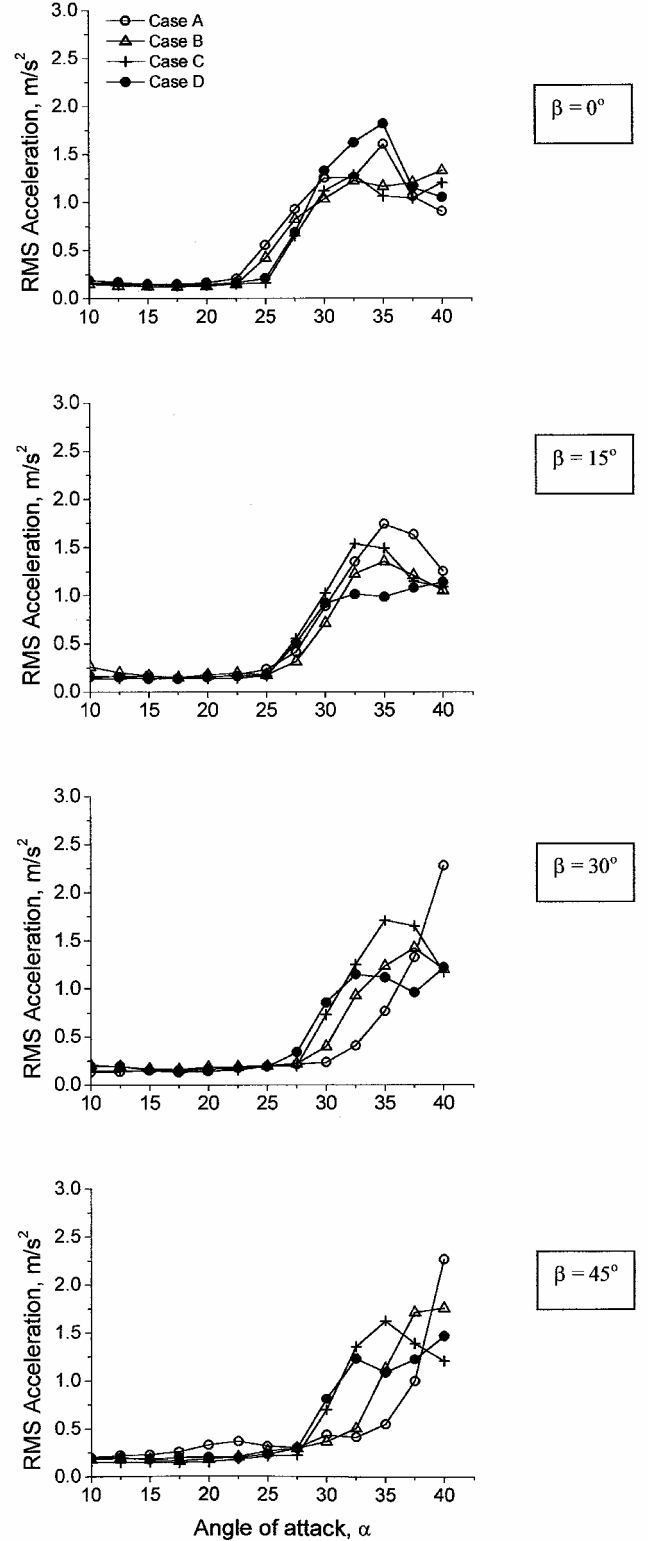 3.0
2.5
2.0
1.5
1.0
0.5
0.0
RMS Acceleration, m/s²
Case A
Case B
Case C
Case D
10 15 20 25 30 35 40
β = 0°
3.0
2.5
2.0
1.5
1.0
0.5
0.0
RMS Acceleration, m/s²
10 15 20 25 30 35 40
β = 15°
3.0
2.5
2.0
1.5
1.0
0.5
0.0
RMS Acceleration, m/s²
10 15 20 25 30 35 40
β = 30°
3.0
2.5
2.0
1.5
1.0
0.5
0.0
RMS Acceleration, m/s²
10 15 20 25 30 35 40
β = 45°
Angle of attack, α